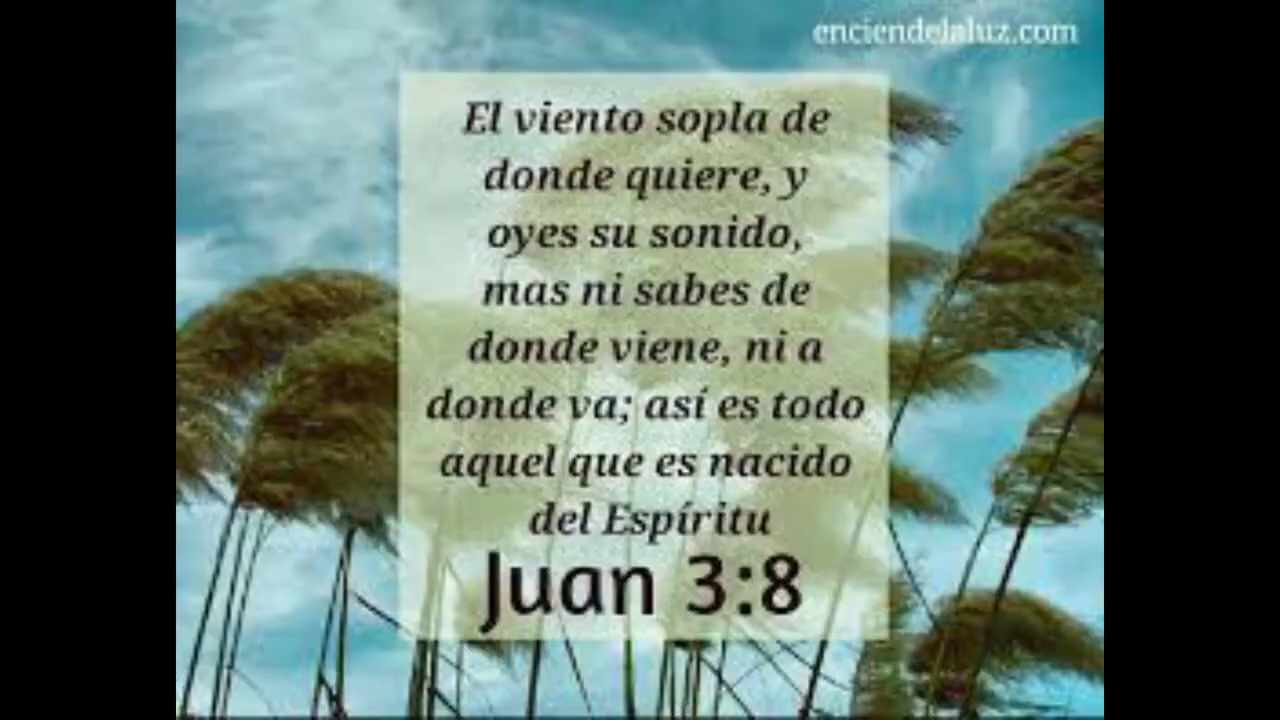 enciendelaluz.com
El viento sopla de
donde quiere, y
oyes su sonido,
mas ni sabes de
donde viene, ni a
donde va; así es todo
aquel que es nacido
del Espíritu
Juan 3:8